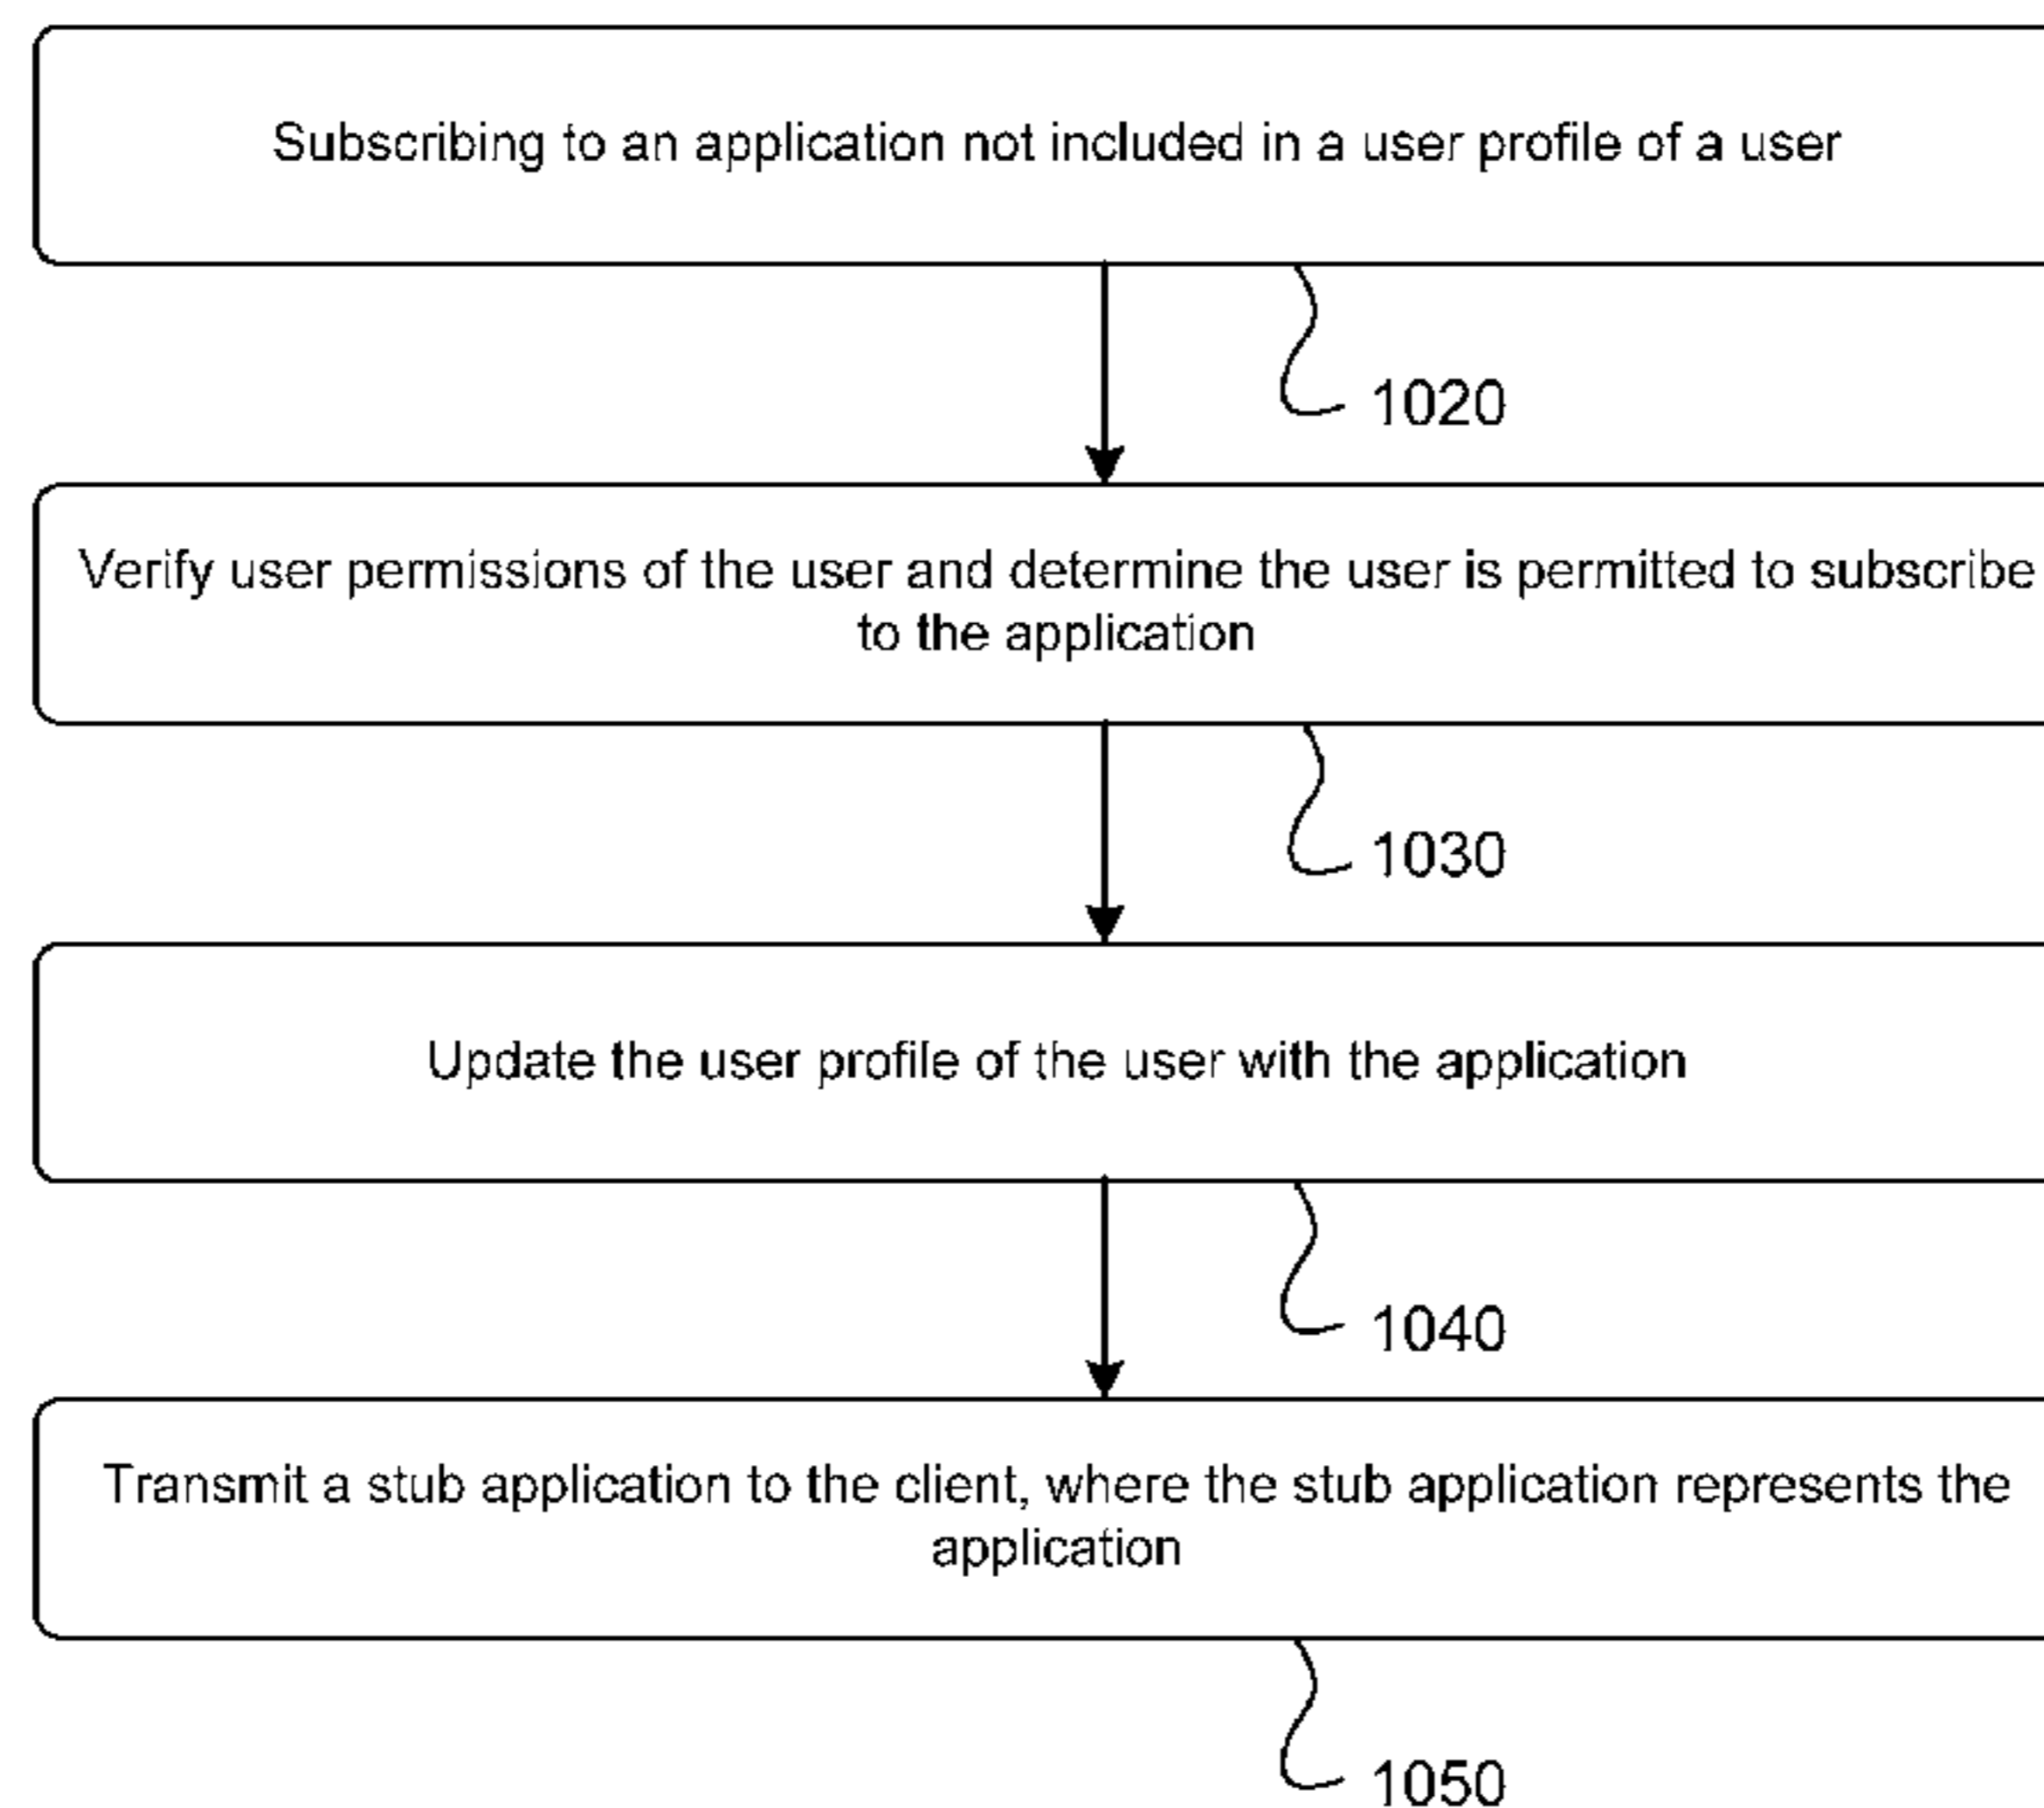 Subscribing to an application not included in a user profile of a user
1020
Verify user permissions of the user and determine the user is permitted to subscribe
to the application
1030
Update the user profile of the user with the application
1040
Transmit a stub application to the client, where the stub application represents the
application
1050